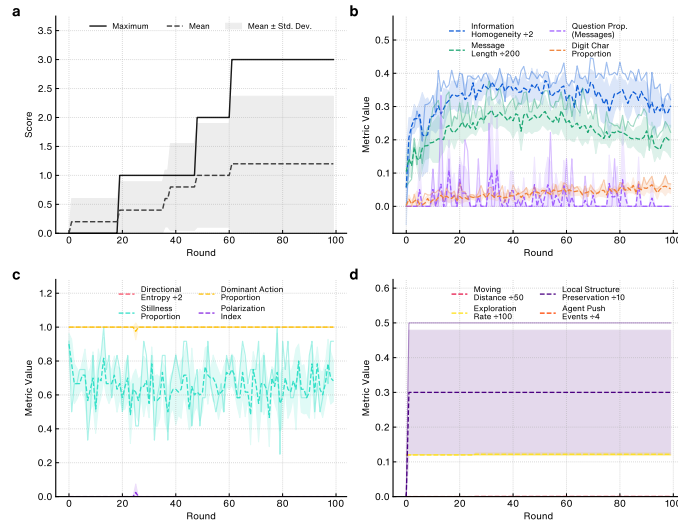 a
Maximum
Mean
Mean ± Std. Dev.
3.5
3.0
2.5
2.0
1.5
1.0
0.5
0.0
Score
0
20
40
60
80
100
Round
b
Information
Homogeneity ÷2
Message
Length ÷200
Question Prop.
(Messages)
Digit Char
Proportion
0.5
0.4
0.3
0.2
0.1
0.0
Metric Value
0
20
40
60
80
100
Round
c
Directional
Entropy ÷2
Stillness
Proportion
Dominant Action
Proportion
Polarization
Index
1.2
1.0
0.8
0.6
0.4
0.2
0.0
Metric Value
0
20
40
60
80
100
Round
d
Moving
Distance ÷50
Exploration
Rate ÷100
Local Structure
Preservation ÷10
Agent Push
Events ÷4
0.6
0.5
0.4
0.3
0.2
0.1
0.0
Metric Value
0
20
40
60
80
100
Round